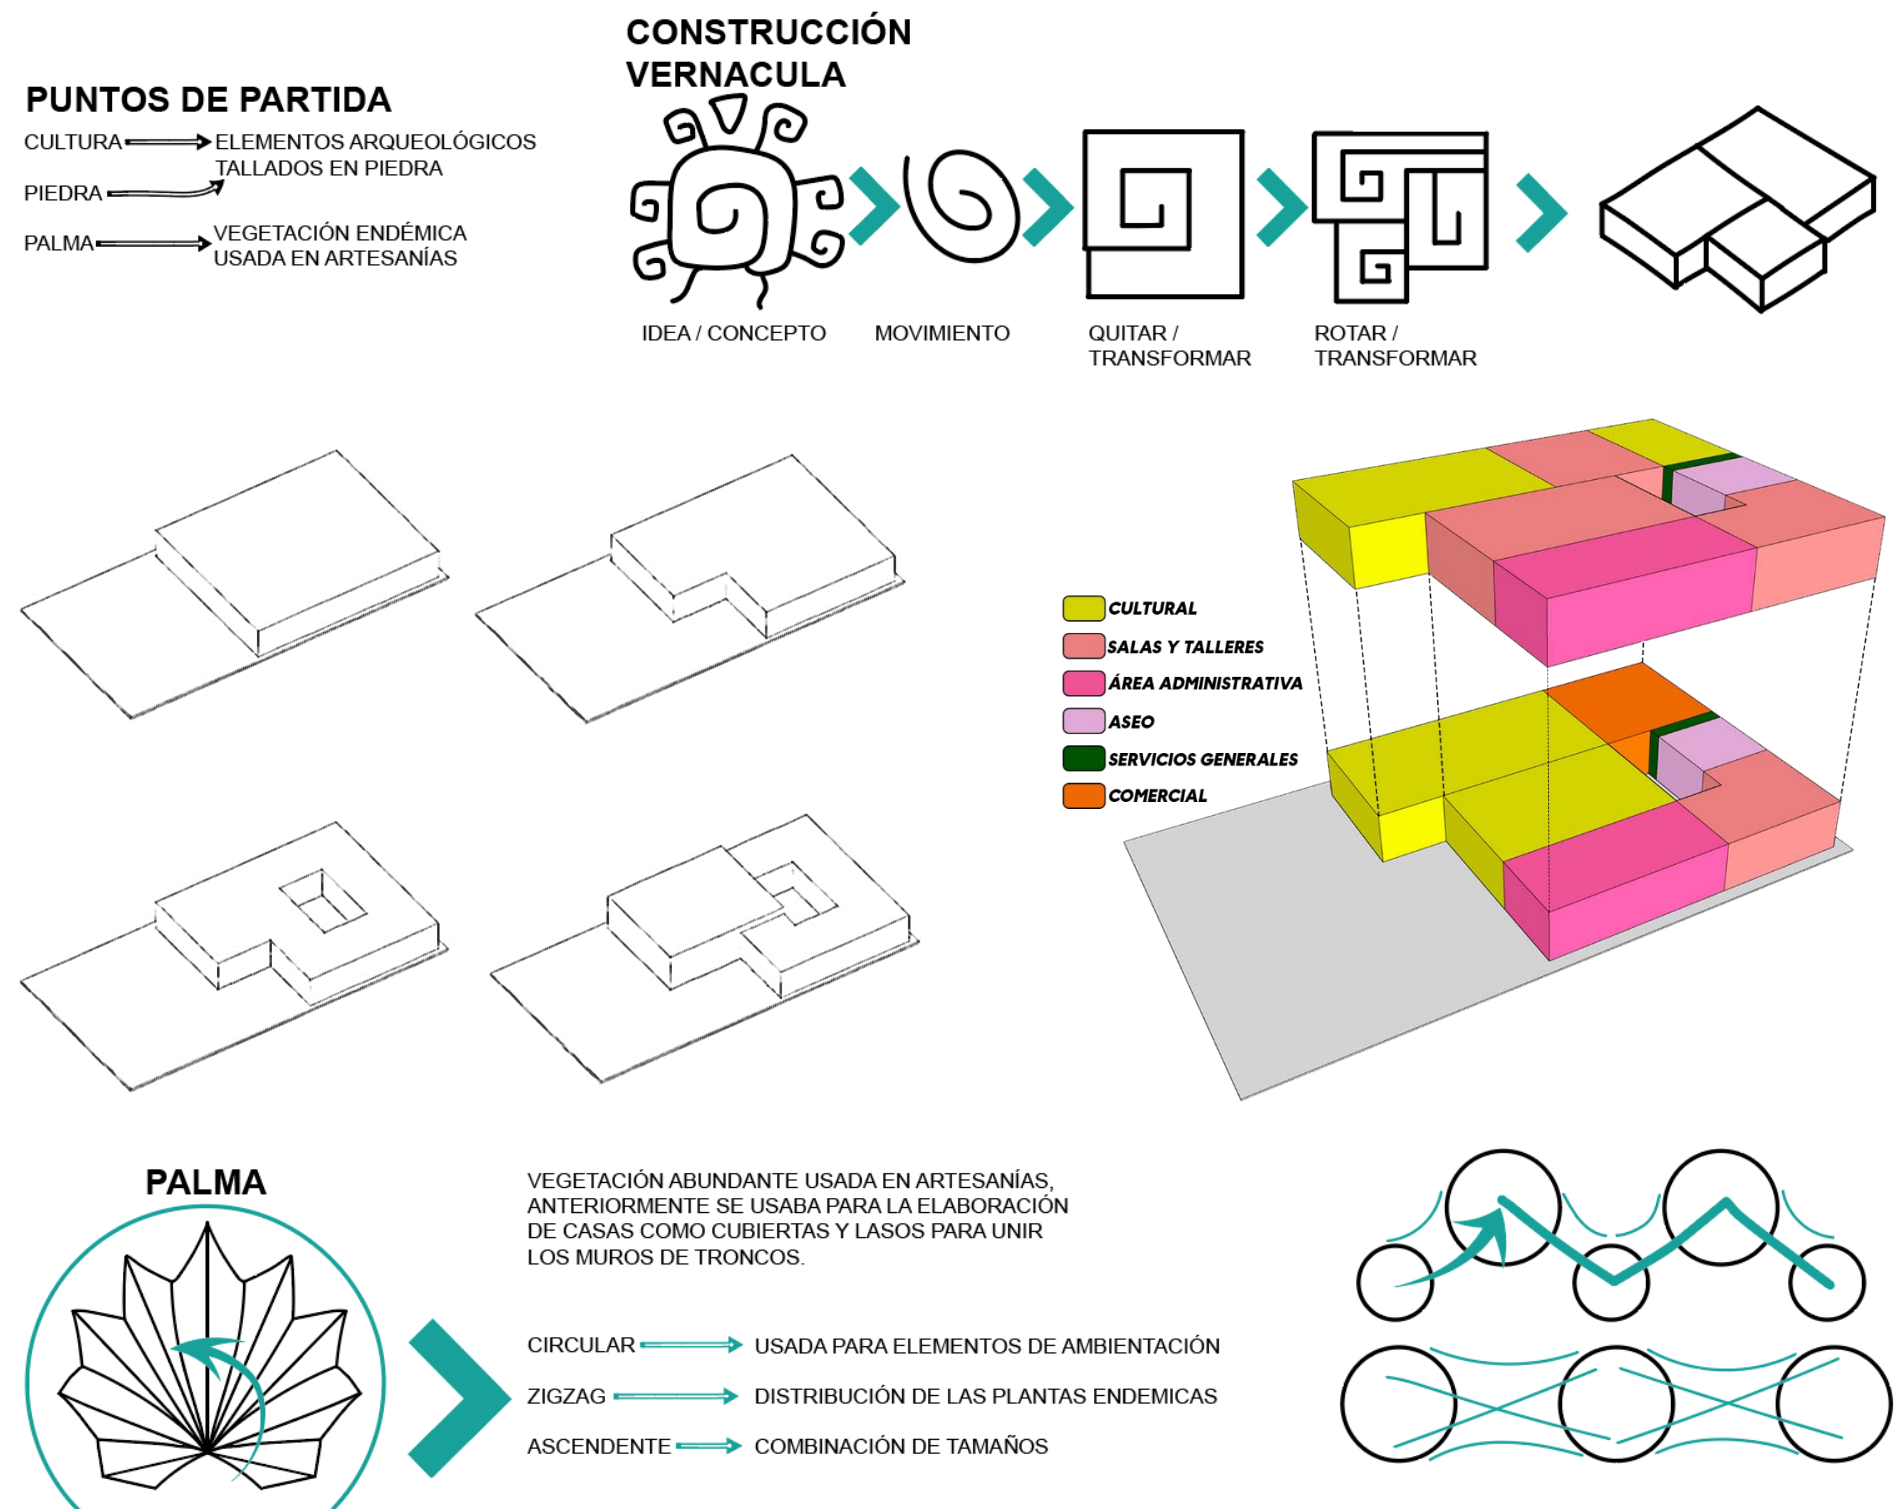 CONSTRUCCIÓN
VERNACULA
PUNTOS DE PARTIDA
CULTURA
ELEMENTOS ARQUEOLÓGICOS
TALLADOS EN PIEDRA
PIEDRA
PALMA
VEGETACIÓN ENDÉMICA
USADA EN ARTESANÍAS
IDEA / CONCEPTO
MOVIMIENTO
QUITAR /
TRANSFORMAR
ROTAR /
TRANSFORMAR
CULTURAL
SALAS Y TALLERES
ÁREA ADMINISTRATIVA
ASEO
SERVICIOS GENERALES
COMERCIAL
PALMA
VEGETACIÓN ABUNDANTE USADA EN ARTESANÍAS,
ANTERIORMENTE SE USABA PARA LA ELABORACIÓN
DE CASAS COMO CUBIERTAS Y LASOS PARA UNIR
LOS MUROS DE TRONCOS.
CIRCULAR
USADA PARA ELEMENTOS DE AMBIENTACIÓN
ZIGZAG
DISTRIBUCIÓN DE LAS PLANTAS ENDEMICAS
ASCENDENTE
COMBINACIÓN DE TAMAÑOS